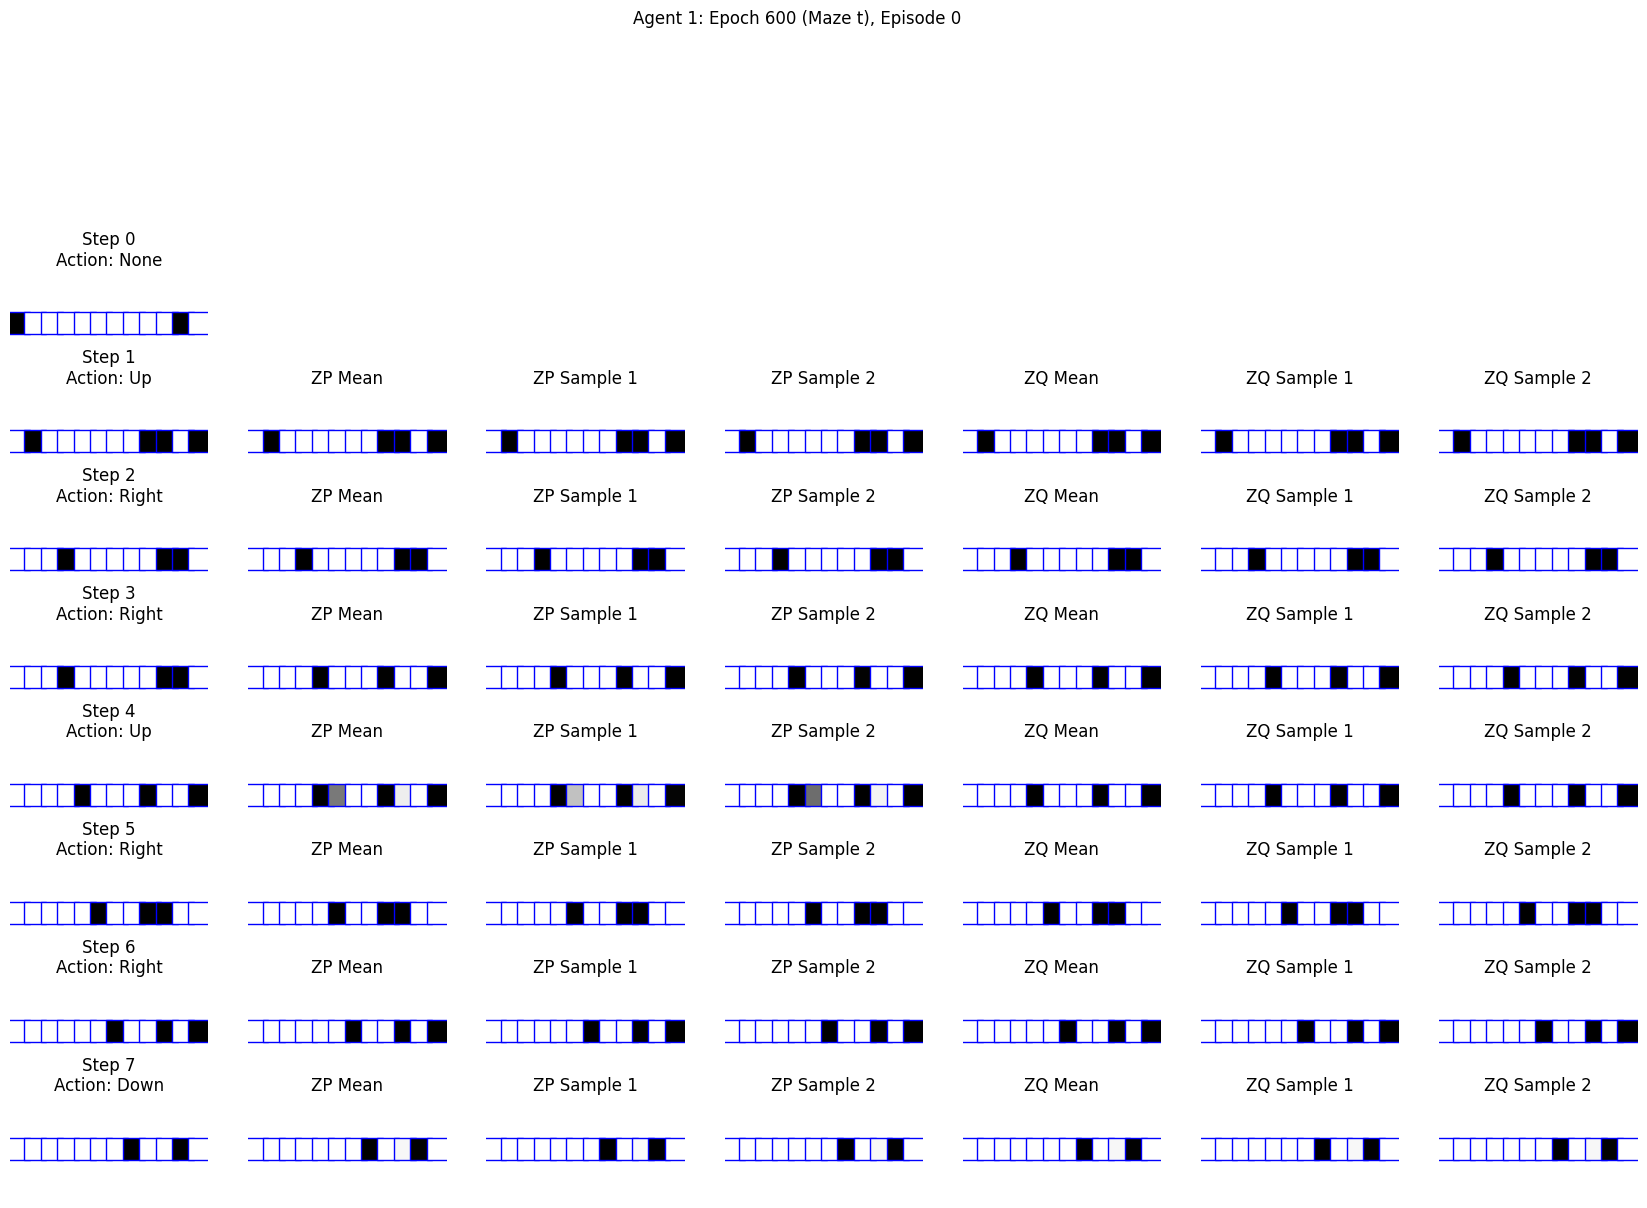 Agent 1: Epoch 600 (Maze t), Episode 0
Step 0
Action: None
Step 1
Action: Up
ZP Mean
ZP Sample 1
ZP Sample 2
ZQ Mean
ZQ Sample 1
ZQ Sample 2
Step 2
Action: Right
ZP Mean
ZP Sample 1
ZP Sample 2
ZQ Mean
ZQ Sample 1
ZQ Sample 2
Step 3
Action: Right
ZP Mean
ZP Sample 1
ZP Sample 2
ZQ Mean
ZQ Sample 1
ZQ Sample 2
Step 4
Action: Up
ZP Mean
ZP Sample 1
ZP Sample 2
ZQ Mean
ZQ Sample 1
ZQ Sample 2
Step 5
Action: Right
ZP Mean
ZP Sample 1
ZP Sample 2
ZQ Mean
ZQ Sample 1
ZQ Sample 2
Step 6
Action: Right
ZP Mean
ZP Sample 1
ZP Sample 2
ZQ Mean
ZQ Sample 1
ZQ Sample 2
Step 7
Action: Down
ZP Mean
ZP Sample 1
ZP Sample 2
ZQ Mean
ZQ Sample 1
ZQ Sample 2